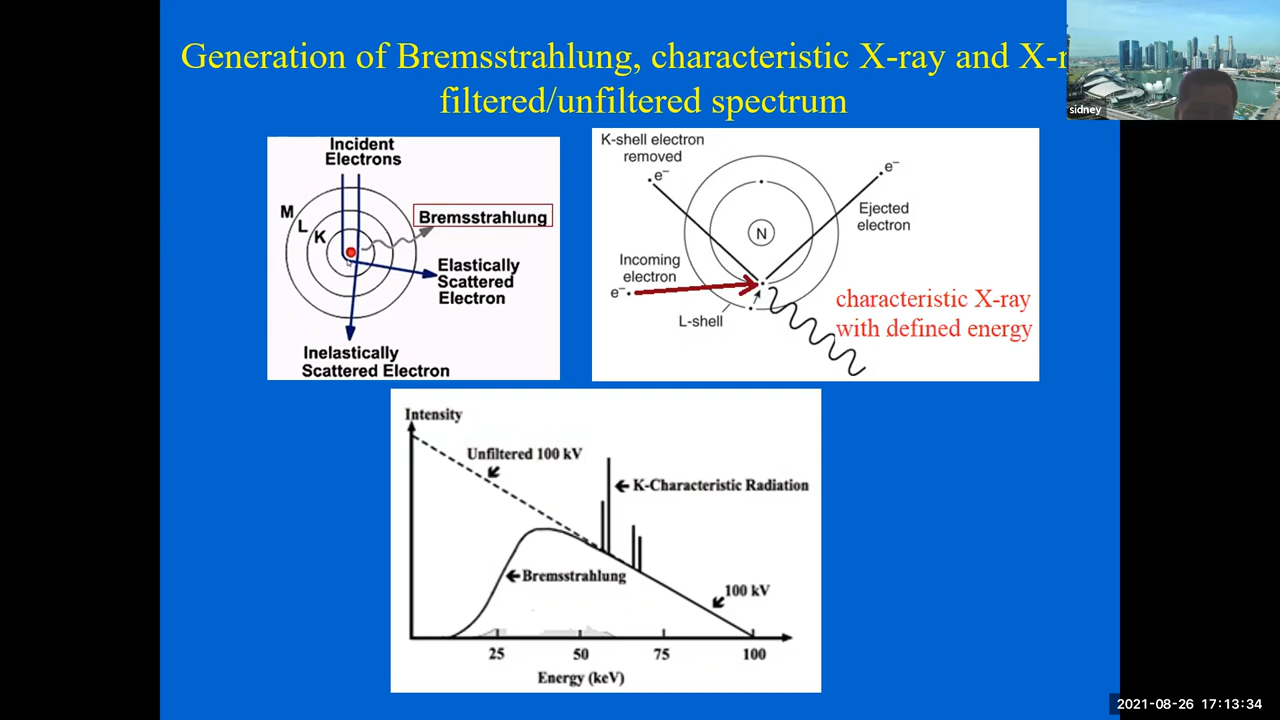 Generation of Bremsstrahlung, characteristic X-ray and X-r
filtered/unfiltered spectrum
sidney
Incident
Electrons
M
L
K
Bremsstrahlung
Elastically
Scattered
Electron
Inelastically
Scattered Electron
K-shell electron
removed
e⁻
e⁻
N
Ejected
electron
Incoming
electron
e⁻
L-shell
characteristic X-ray
with defined energy
Intensity
Unfiltered 100 kV
K-Characteristic Radiation
Bremsstrahlung
100 kV
25 50 75 100
Energy (keV)
2021-08-26 17:13:34